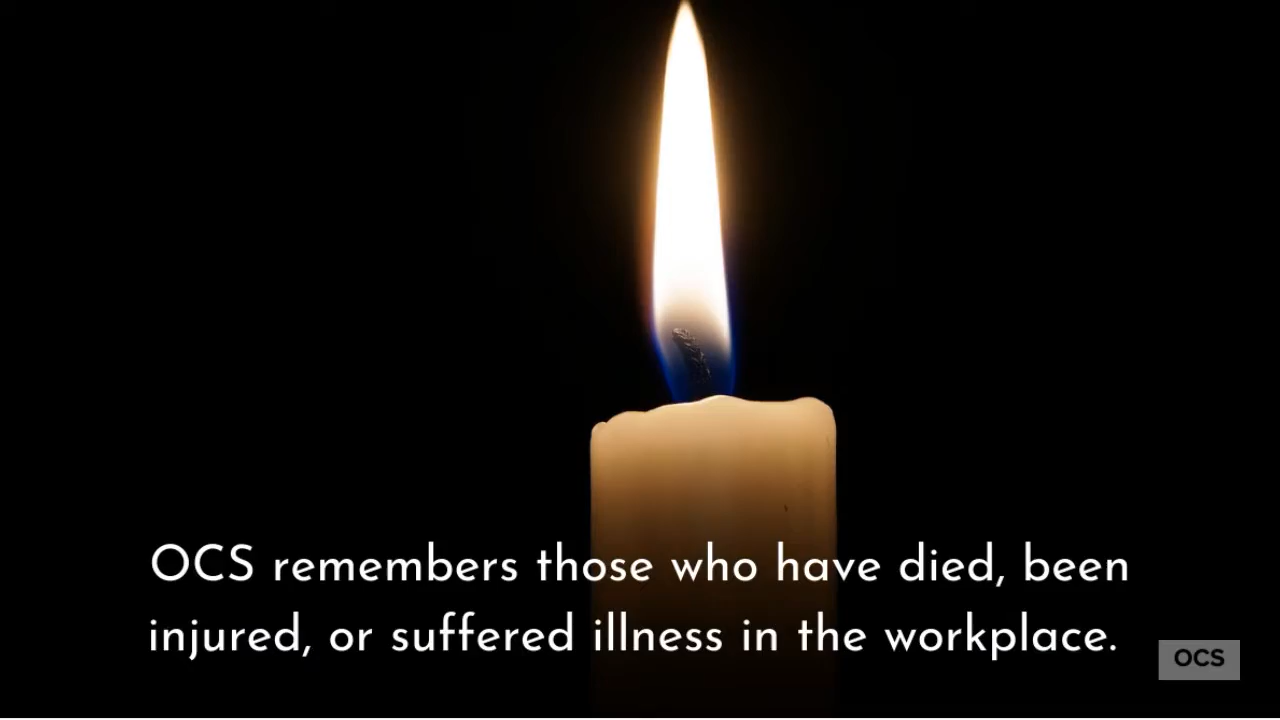 OCS remembers those who have died, been
injured, or suffered illness in the workplace.
OCS